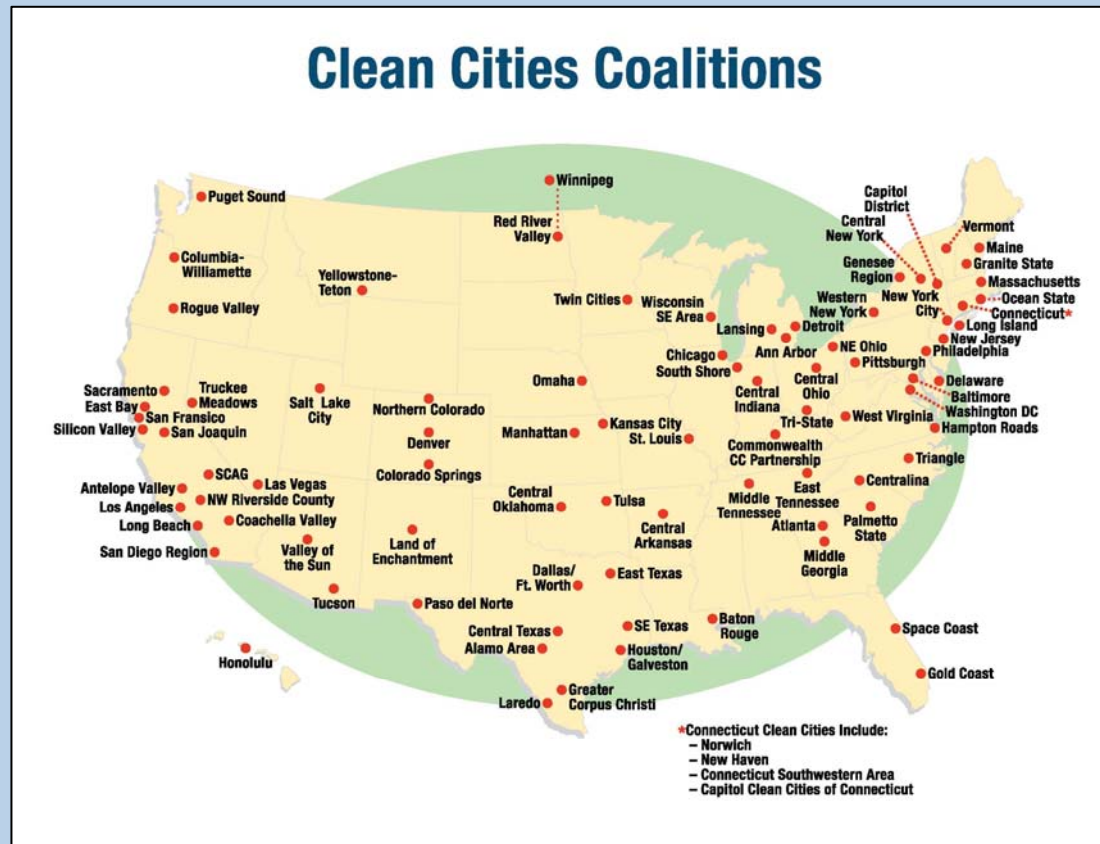 Clean Cities Coalitions
Winnipeg
Puget Sound
Red River
Valley
Capitol
District
Central
New York
Vermont
Maine
Granite State
Genesee
Region
Massachusetts
Ocean State
Connecticut*
Columbia-
Williamette
Yellowstone-
Teton
Rogue Valley
Twin Cities
Wisconsin
SE Area
Western
New York
New York
City
Long Island
New Jersey
Philadelphia
Lansing
Detroit
Ann Arbor
NE Ohio
Pittsburgh
Chicago
South Shore
Central
Indiana
Central
Ohio
Delaware
Baltimore
Washington DC
Hampton Roads
Sacramento
East Bay
San Fransico
Silicon Valley
San Joaquin
Truckee
Meadows
Salt Lake
City
Northern Colorado
Denver
Colorado Springs
Omaha
Manhattan
Kansas City
St. Louis
Tri-State
West Virginia
Commonwealth
CC Partnership
Triangle
SCAG
Las Vegas
Antelope Valley
NW Riverside County
Los Angeles
Coachella Valley
Long Beach
San Diego Region
Valley of
the Sun
Tucson
Land of
Enchantment
Central
Oklahoma
Tulsa
Central
Arkansas
Middle
Tennessee
East
Tennessee
Centralina
Atlanta
Palmetto
State
Middle
Georgia
Dallas/
Ft. Worth
East Texas
Paso del Norte
Central Texas
Alamo Area
SE Texas
Houston/
Galveston
Baton
Rouge
Space Coast
Gold Coast
Honolulu
Laredo
Greater
Corpus Christi
*Connecticut Clean Cities Include:
– Norwich
– New Haven
– Connecticut Southwestern Area
– Capitol Clean Cities of Connecticut